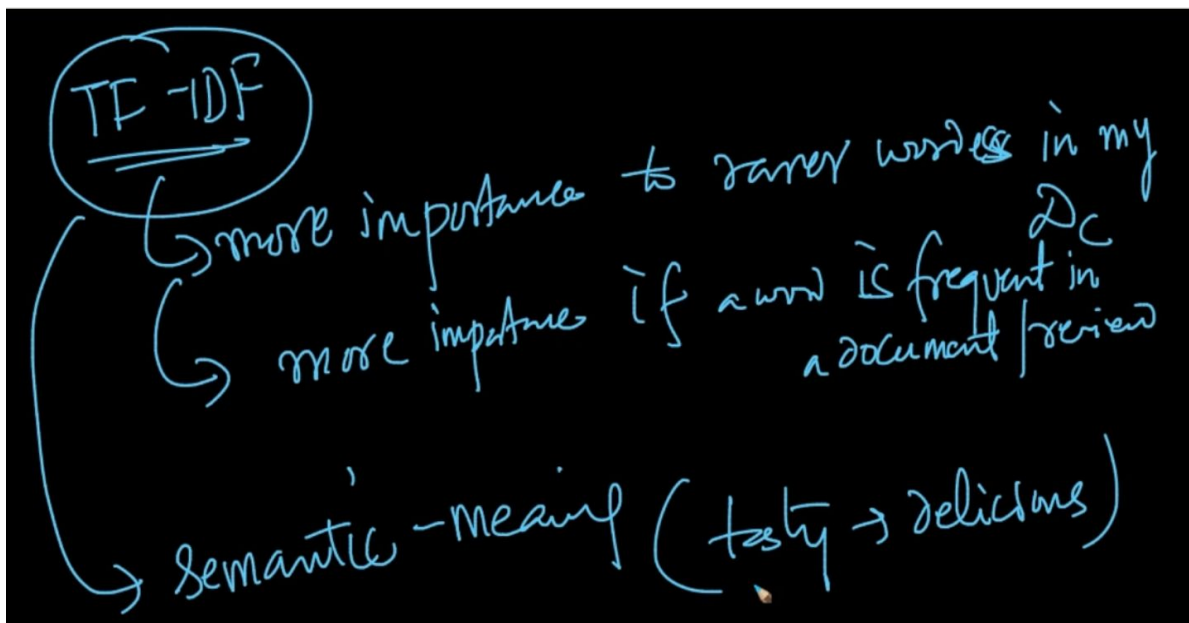 TF-IDF
more importance to rarer words in my
Dc
more importance if a word is frequent in
a document/review
semantic-meaning (tasty → delicious)